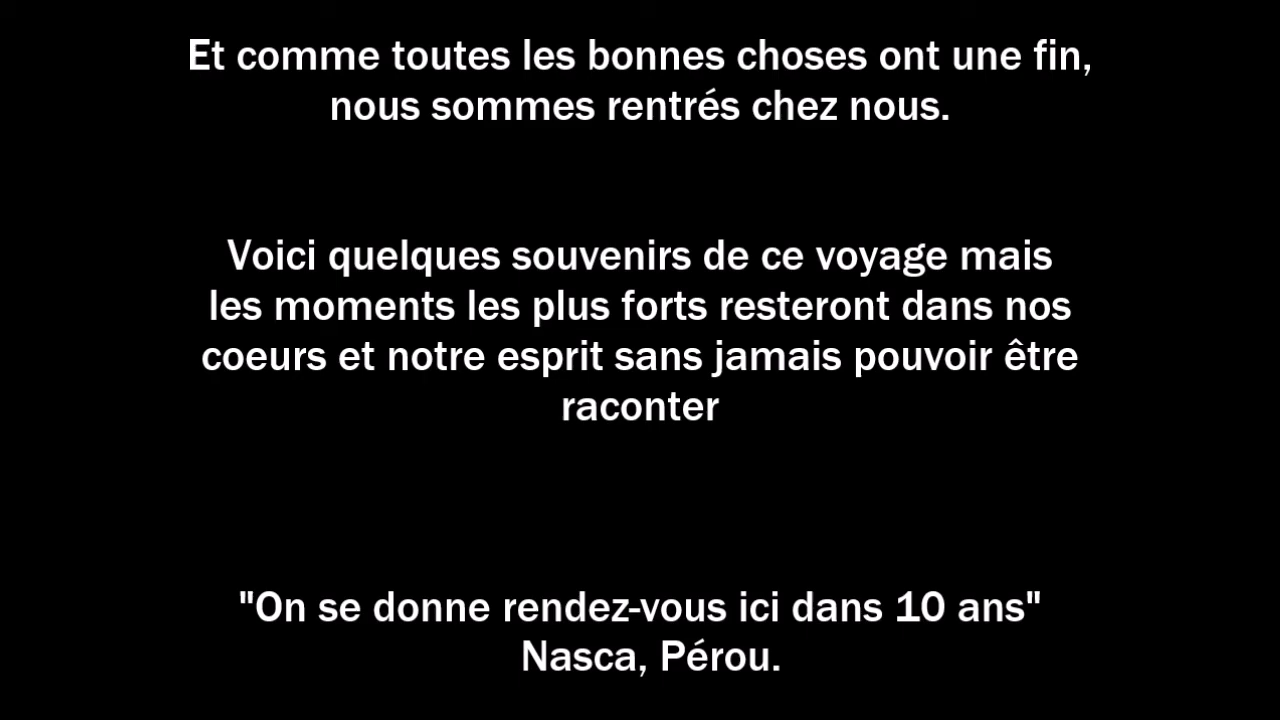 Et comme toutes les bonnes choses ont une fin,
nous sommes rentrés chez nous.
Voici quelques souvenirs de ce voyage mais
les moments les plus forts resteront dans nos
coeurs et notre esprit sans jamais pouvoir être
raconter
"On se donne rendez-vous ici dans 10 ans"
Nasca, Pérou.